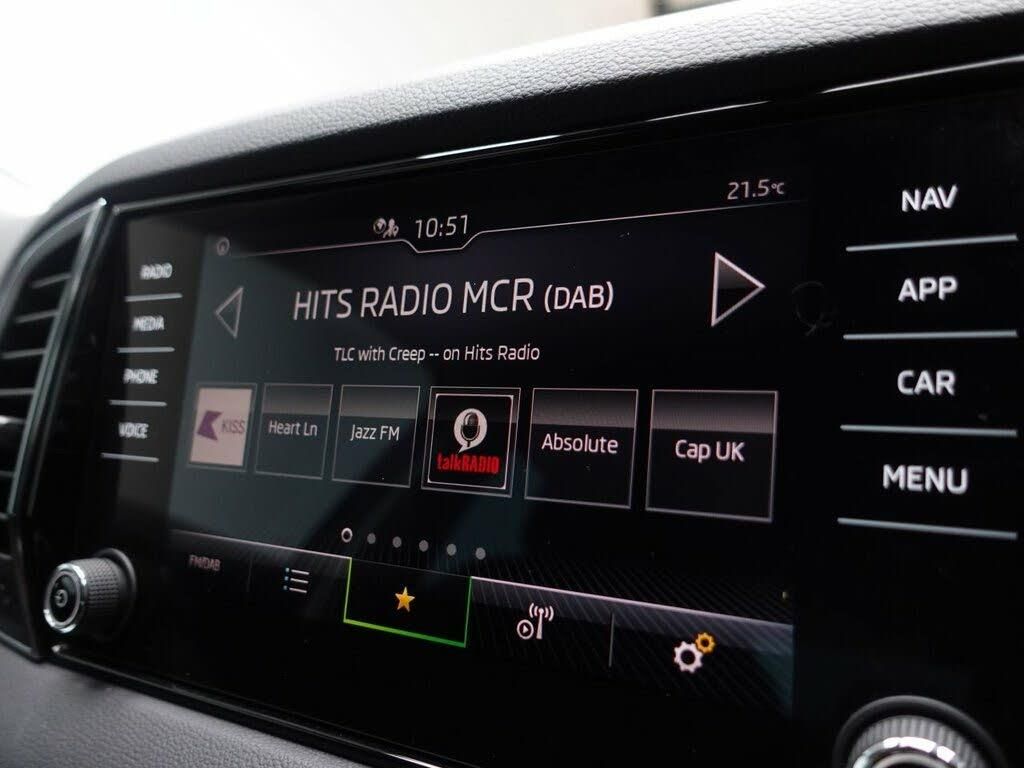 10:51
21.5°C
HITS RADIO MCR (DAB)
TLC with Creep -- on Hits Radio
KISS
Heart Ln
Jazz FM
talkRADIO
Absolute
Cap UK
FM/DAB
RADIO
MEDIA
PHONE
VOICE
NAV
APP
CAR
MENU